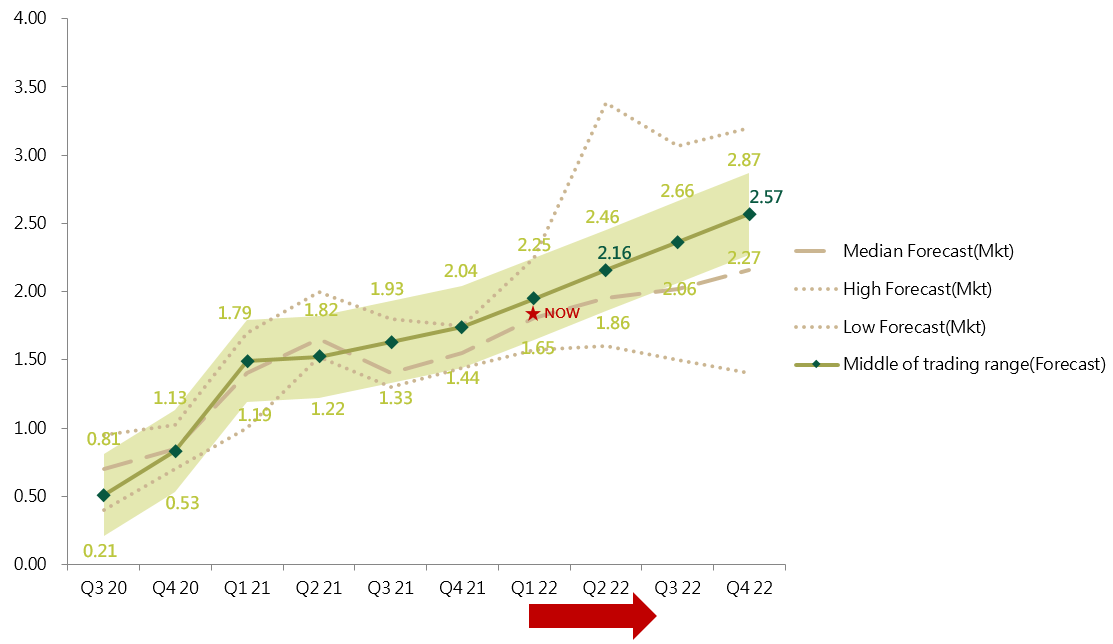 4.00
3.50
3.00
2.50
2.00
1.50
1.00
0.50
0.00
0.81
1.13
1.79
1.82
1.93
2.04
2.25
2.46
2.66
2.87
2.16
2.57
NOW
0.21
0.53
1.19
1.22
1.33
1.44
1.65
1.86
2.06
2.27
Q3 20
Q4 20
Q1 21
Q2 21
Q3 21
Q4 21
Q1 22
Q2 22
Q3 22
Q4 22
Median Forecast(Mkt)
High Forecast(Mkt)
Low Forecast(Mkt)
Middle of trading range(Forecast)